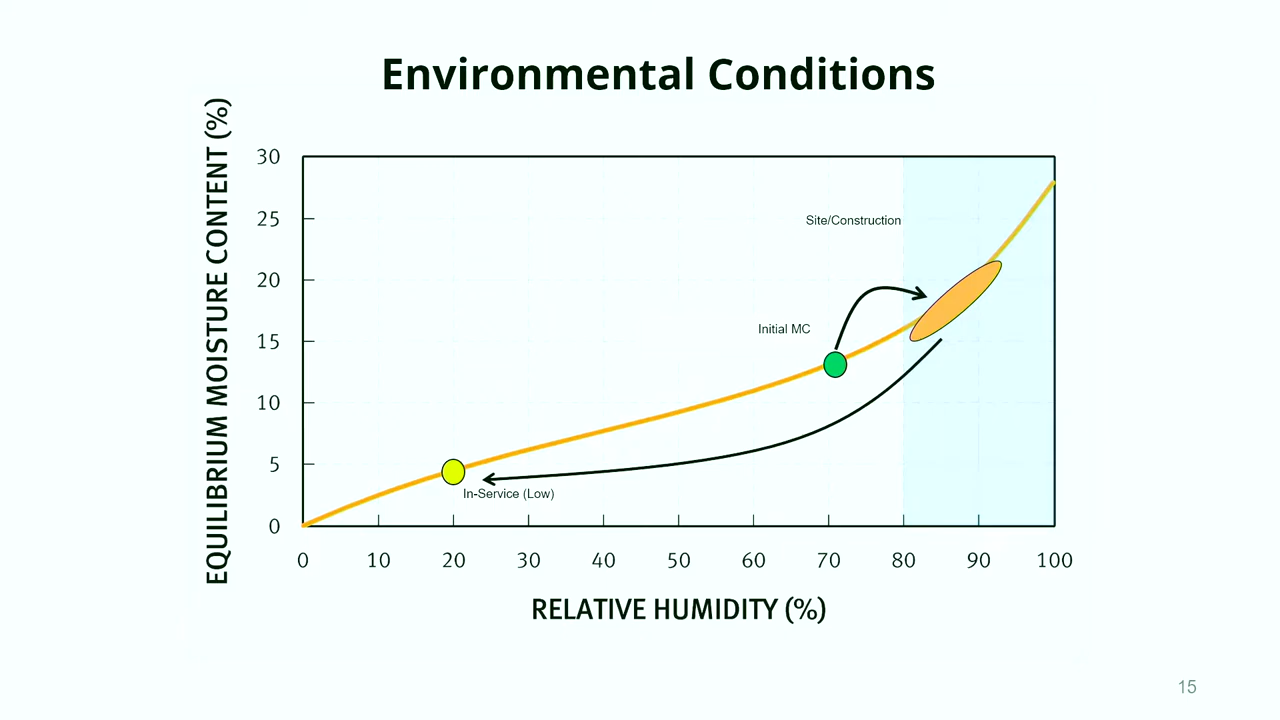 Environmental Conditions
EQUILIBRIUM MOISTURE CONTENT (%)
30
25
20
15
10
5
0
Site/Construction
Initial MC
In-Service (Low)
0 10 20 30 40 50 60 70 80 90 100
RELATIVE HUMIDITY (%)
15